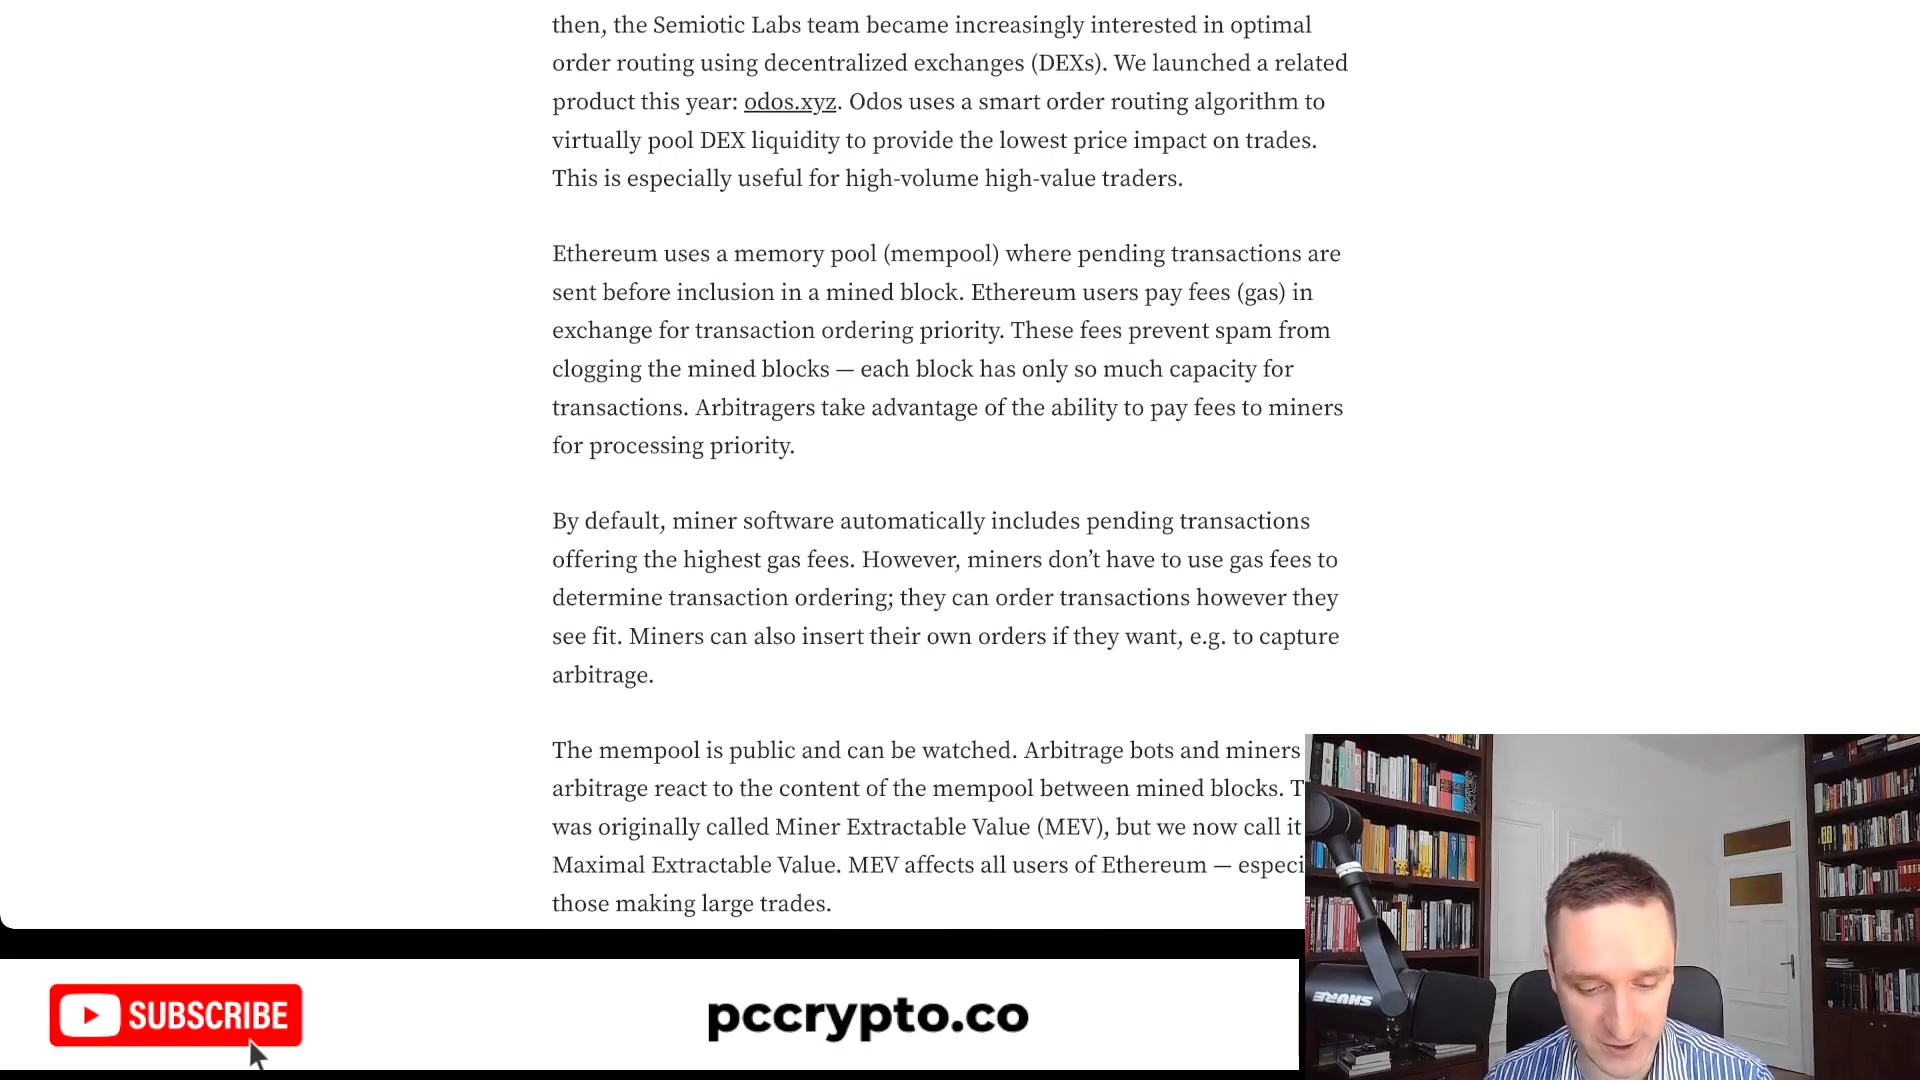 then, the Semiotic Labs team became increasingly interested in optimal
order routing using decentralized exchanges (DEXs). We launched a related
product this year: odos.xyz. Odos uses a smart order routing algorithm to
virtually pool DEX liquidity to provide the lowest price impact on trades.
This is especially useful for high-volume high-value traders.
Ethereum uses a memory pool (mempool) where pending transactions are
sent before inclusion in a mined block. Ethereum users pay fees (gas) in
exchange for transaction ordering priority. These fees prevent spam from
clogging the mined blocks — each block has only so much capacity for
transactions. Arbitragers take advantage of the ability to pay fees to miners
for processing priority.
By default, miner software automatically includes pending transactions
offering the highest gas fees. However, miners don’t have to use gas fees to
determine transaction ordering; they can order transactions however they
see fit. Miners can also insert their own orders if they want, e.g. to capture
arbitrage.
The mempool is public and can be watched. Arbitrage bots and miners
arbitrage react to the content of the mempool between mined blocks. T
was originally called Miner Extractable Value (MEV), but we now call it
Maximal Extractable Value. MEV affects all users of Ethereum — especi
those making large trades.
SUBSCRIBE
pccrypto.co
SHURE